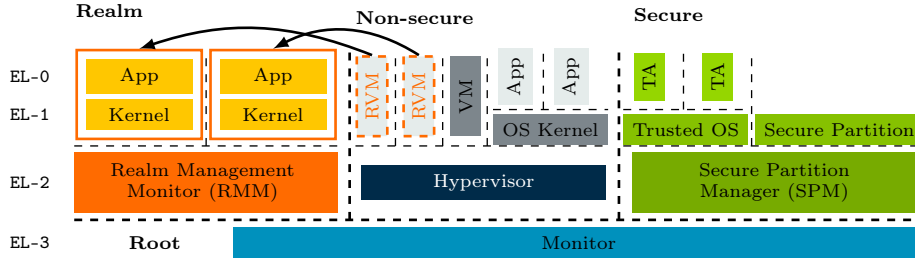 Realm
Non-secure
Secure
EL-0
App
App
RVM
RVM
VM
App
App
TA
TA
EL-1
Kernel
Kernel
OS Kernel
Trusted OS
Secure Partition
EL-2
Realm Management
Monitor (RMM)
Hypervisor
Secure Partition
Manager (SPM)
EL-3
Root
Monitor